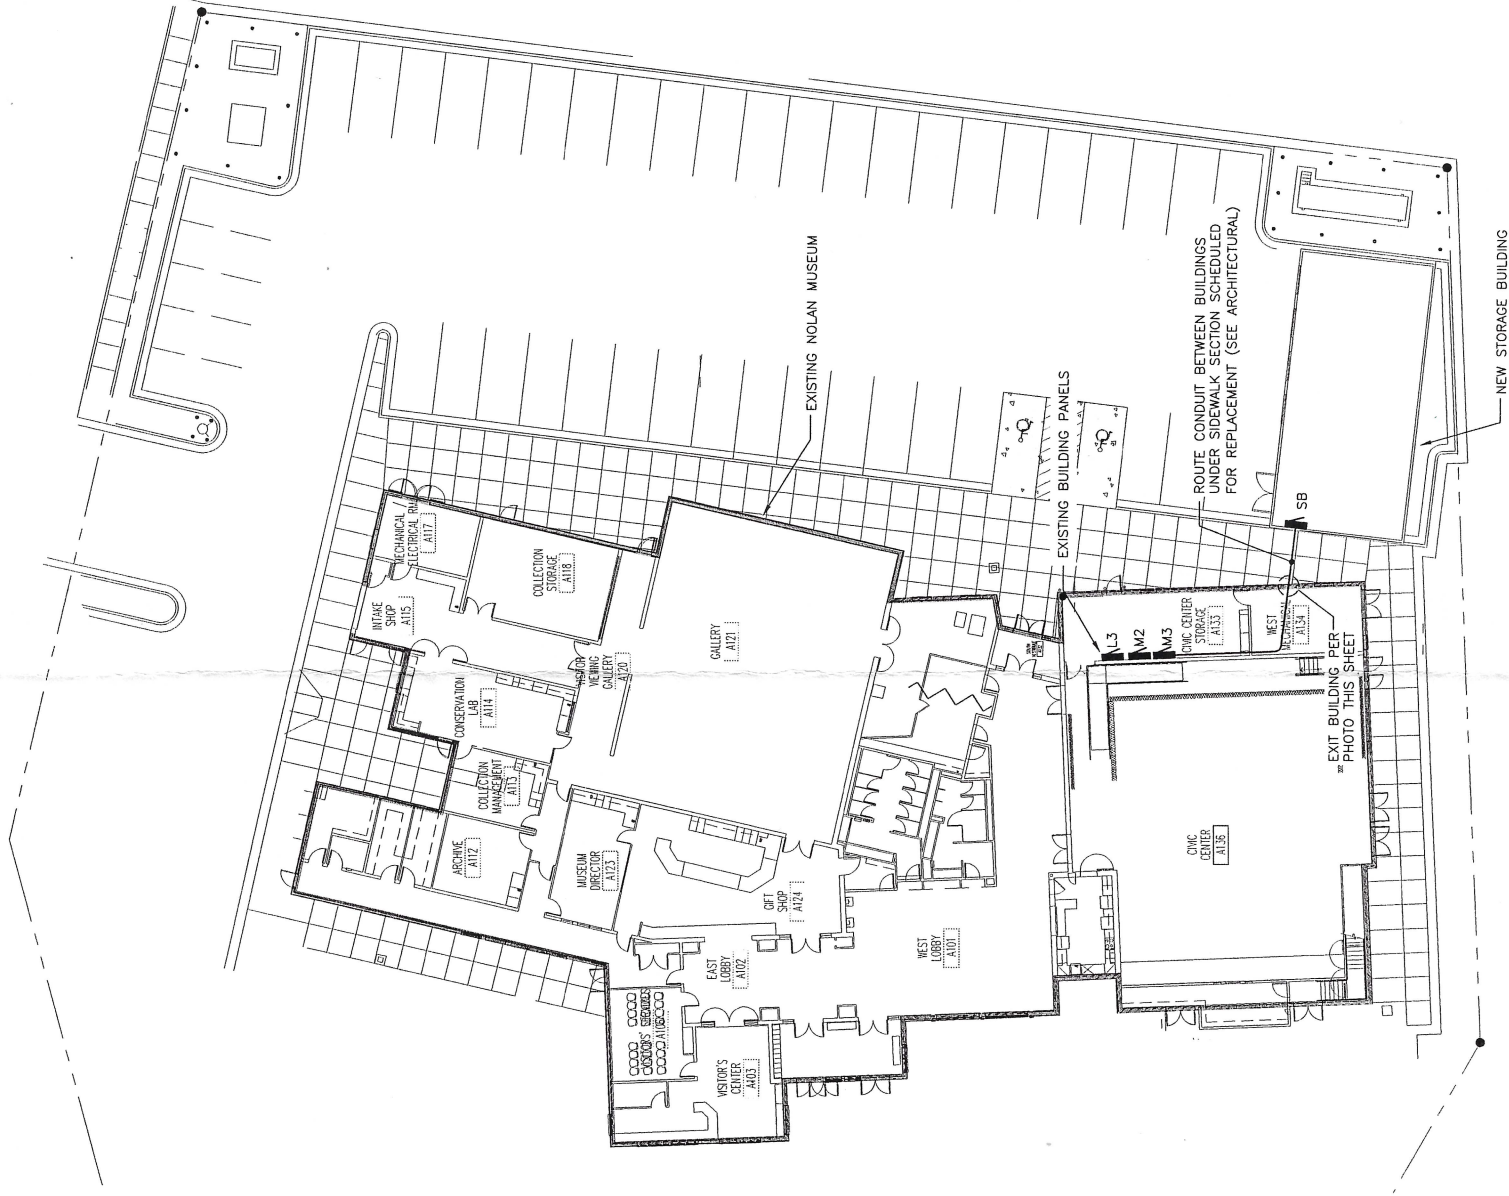 EXISTING NOLAN MUSEUM
EXISTING BUILDING PANELS
ROUTE CONDUIT BETWEEN BUILDINGS
UNDER SIDEWALK SECTION SCHEDULED
FOR REPLACEMENT (SEE ARCHITECTURAL)
NEW STORAGE BUILDING
SB
L3
M2
M3
EXIT BUILDING PER
PHOTO THIS SHEET
MECHANICAL
ELECTRICAL RM
A117
COLLECTION
STORAGE
A118
INTAKE
SHOP
A115
VIEWING
GALLERY
A120
GALLERY
A121
CONSERVATION
LAB
A114
COLLECTION
MANAGEMENT
A113
ARCHIVE
A112
MUSEUM
DIRECTOR
A123
GIFT
SHOP
A124
EAST
LOBBY
A102
WEST
LOBBY
A101
VISITOR'S
CENTER
A103
CIVIC CENTER
STORAGE
A133
WEST
MECHANICAL
A134
CIVIC
CENTER
A136